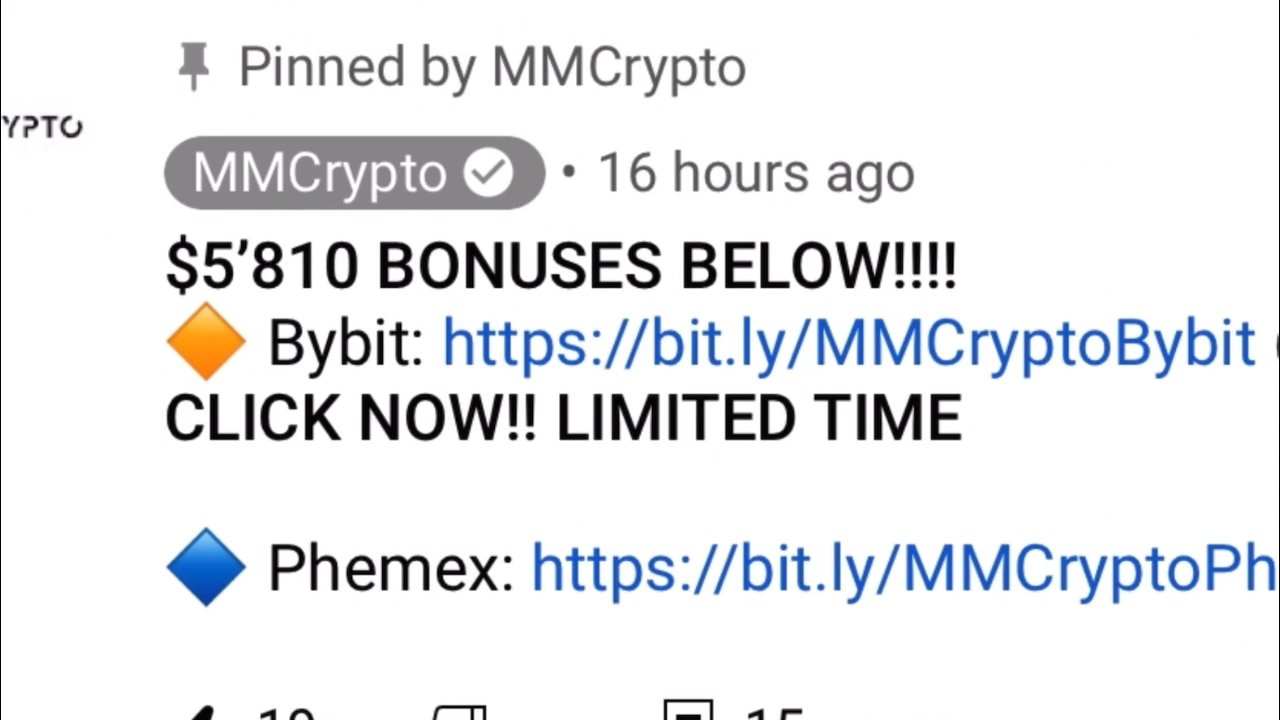 Pinned by MMCrypto
YPTO
MMCrypto • 16 hours ago
$5’810 BONUSES BELOW!!!!
🔶 Bybit: https://bit.ly/MMCryptoBybit
CLICK NOW!! LIMITED TIME
🔷 Phemex: https://bit.ly/MMCryptoPh